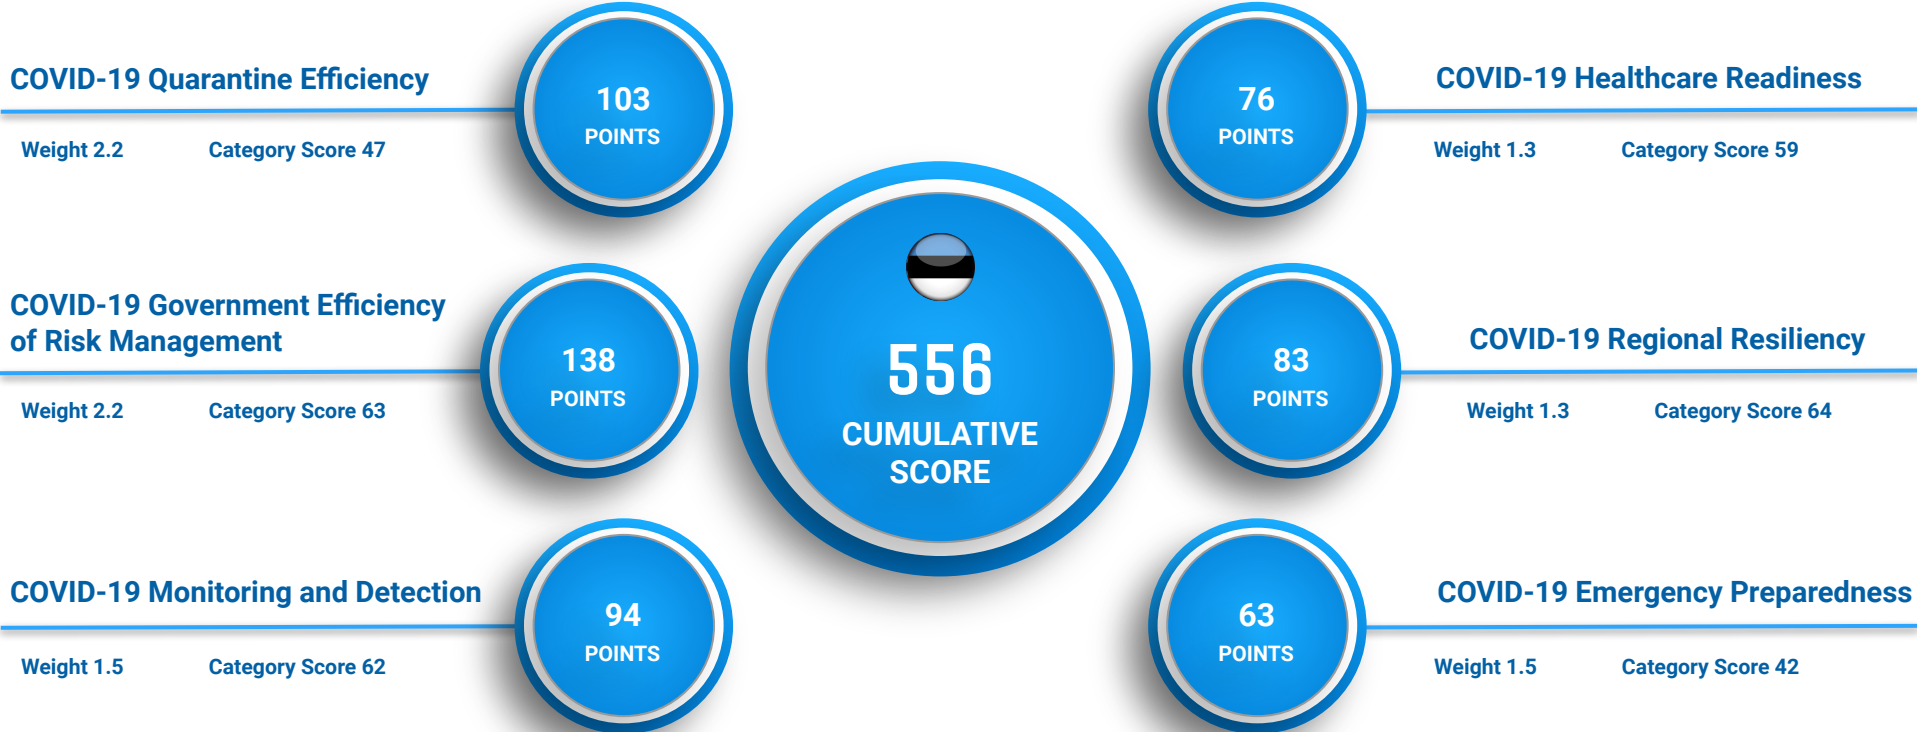 COVID-19 Quarantine Efficiency
Weight 2.2 Category Score 47
103
POINTS
COVID-19 Government Efficiency
of Risk Management
Weight 2.2 Category Score 63
138
POINTS
COVID-19 Monitoring and Detection
Weight 1.5 Category Score 62
94
POINTS
556
CUMULATIVE
SCORE
76
POINTS
COVID-19 Healthcare Readiness
Weight 1.3 Category Score 59
83
POINTS
COVID-19 Regional Resiliency
Weight 1.3 Category Score 64
63
POINTS
COVID-19 Emergency Preparedness
Weight 1.5 Category Score 42